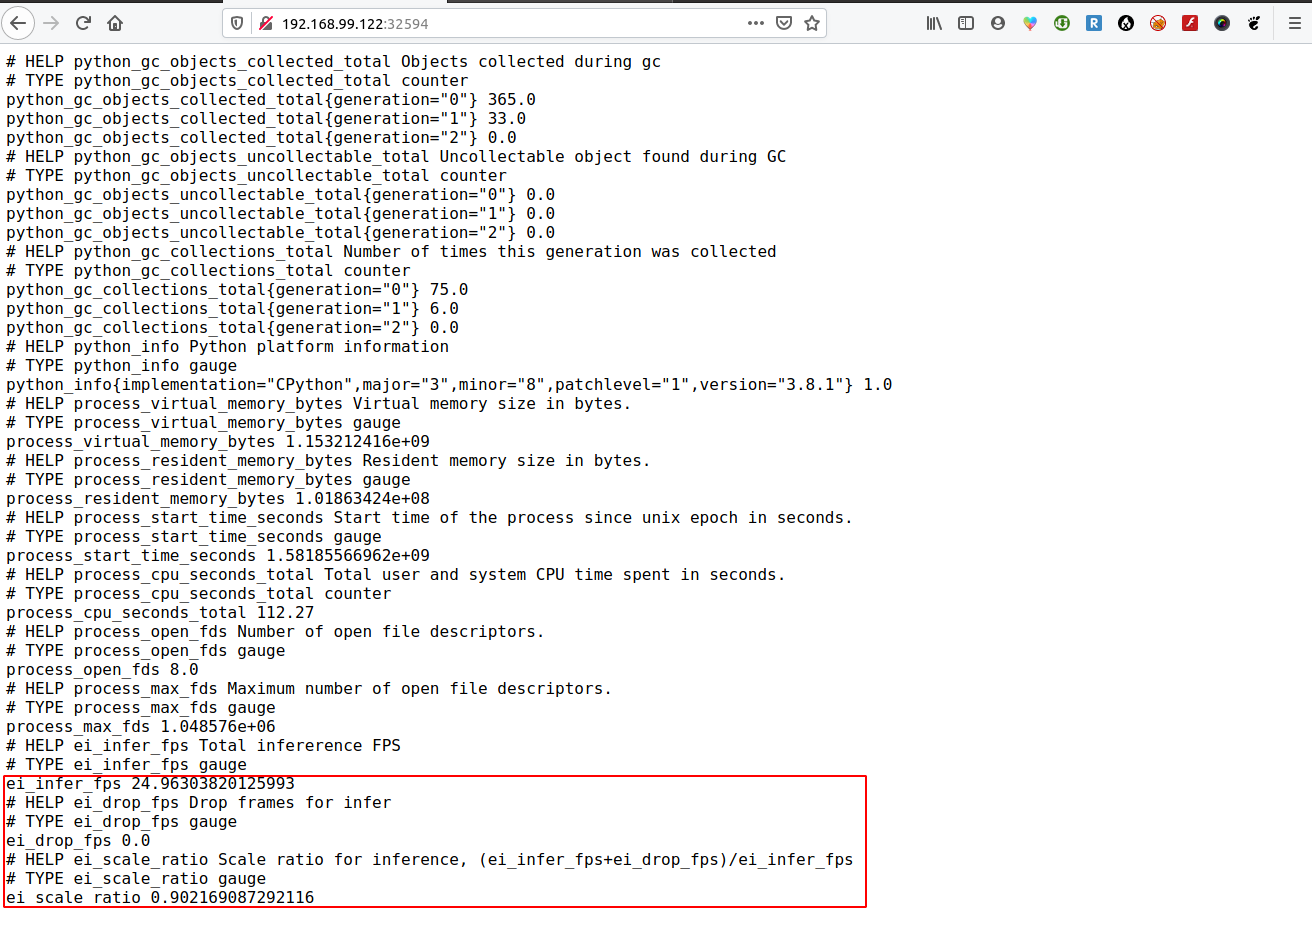 192.168.99.122:32594
R
# HELP python_gc_objects_collected_total Objects collected during gc
# TYPE python_gc_objects_collected_total counter
python_gc_objects_collected_total{generation="0"} 365.0
python_gc_objects_collected_total{generation="1"} 33.0
python_gc_objects_collected_total{generation="2"} 0.0
# HELP python_gc_objects_uncollectable_total Uncollectable object found during GC
# TYPE python_gc_objects_uncollectable_total counter
python_gc_objects_uncollectable_total{generation="0"} 0.0
python_gc_objects_uncollectable_total{generation="1"} 0.0
python_gc_objects_uncollectable_total{generation="2"} 0.0
# HELP python_gc_collections_total Number of times this generation was collected
# TYPE python_gc_collections_total counter
python_gc_collections_total{generation="0"} 75.0
python_gc_collections_total{generation="1"} 6.0
python_gc_collections_total{generation="2"} 0.0
# HELP python_info Python platform information
# TYPE python_info gauge
python_info{implementation="CPython",major="3",minor="8",patchlevel="1",version="3.8.1"} 1.0
# HELP process_virtual_memory_bytes Virtual memory size in bytes.
# TYPE process_virtual_memory_bytes gauge
process_virtual_memory_bytes 1.153212416e+09
# HELP process_resident_memory_bytes Resident memory size in bytes.
# TYPE process_resident_memory_bytes gauge
process_resident_memory_bytes 1.01863424e+08
# HELP process_start_time_seconds Start time of the process since unix epoch in seconds.
# TYPE process_start_time_seconds gauge
process_start_time_seconds 1.58185566962e+09
# HELP process_cpu_seconds_total Total user and system CPU time spent in seconds.
# TYPE process_cpu_seconds_total counter
process_cpu_seconds_total 112.27
# HELP process_open_fds Number of open file descriptors.
# TYPE process_open_fds gauge
process_open_fds 8.0
# HELP process_max_fds Maximum number of open file descriptors.
# TYPE process_max_fds gauge
process_max_fds 1.048576e+06
# HELP ei_infer_fps Total infererence FPS
# TYPE ei_infer_fps gauge
ei_infer_fps 24.96303820125993
# HELP ei_drop_fps Drop frames for infer
# TYPE ei_drop_fps gauge
ei_drop_fps 0.0
# HELP ei_scale_ratio Scale ratio for inference, (ei_infer_fps+ei_drop_fps)/ei_infer_fps
# TYPE ei_scale_ratio gauge
ei_scale_ratio 0.902169087292116